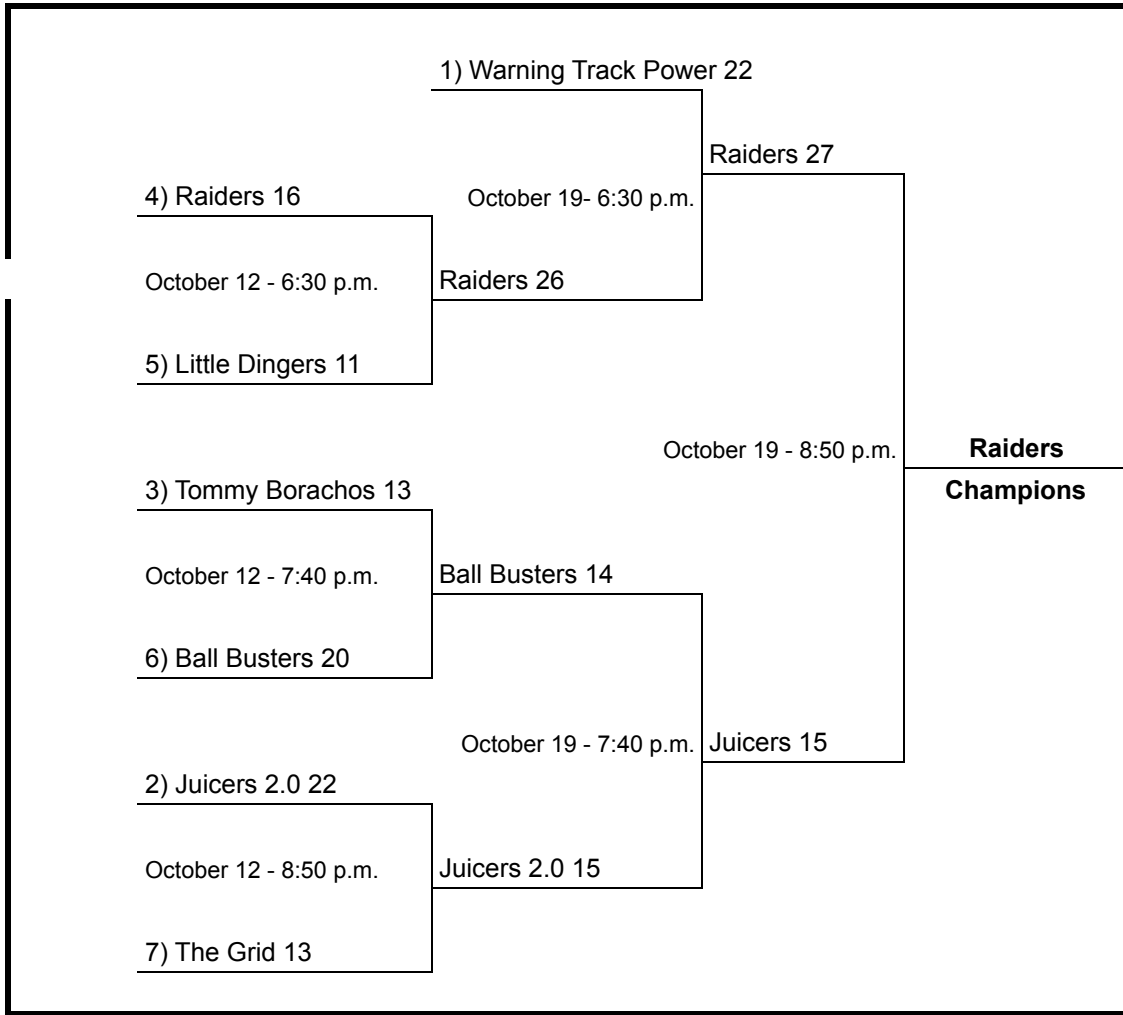 1) Warning Track Power 22
Raiders 27
4) Raiders 16
October 19- 6:30 p.m.
October 12 - 6:30 p.m.
Raiders 26
5) Little Dingers 11
October 19 - 8:50 p.m.
Raiders
3) Tommy Borachos 13
Champions
October 12 - 7:40 p.m.
Ball Busters 14
6) Ball Busters 20
October 19 - 7:40 p.m.
Juicers 15
2) Juicers 2.0 22
October 12 - 8:50 p.m.
Juicers 2.0 15
7) The Grid 13